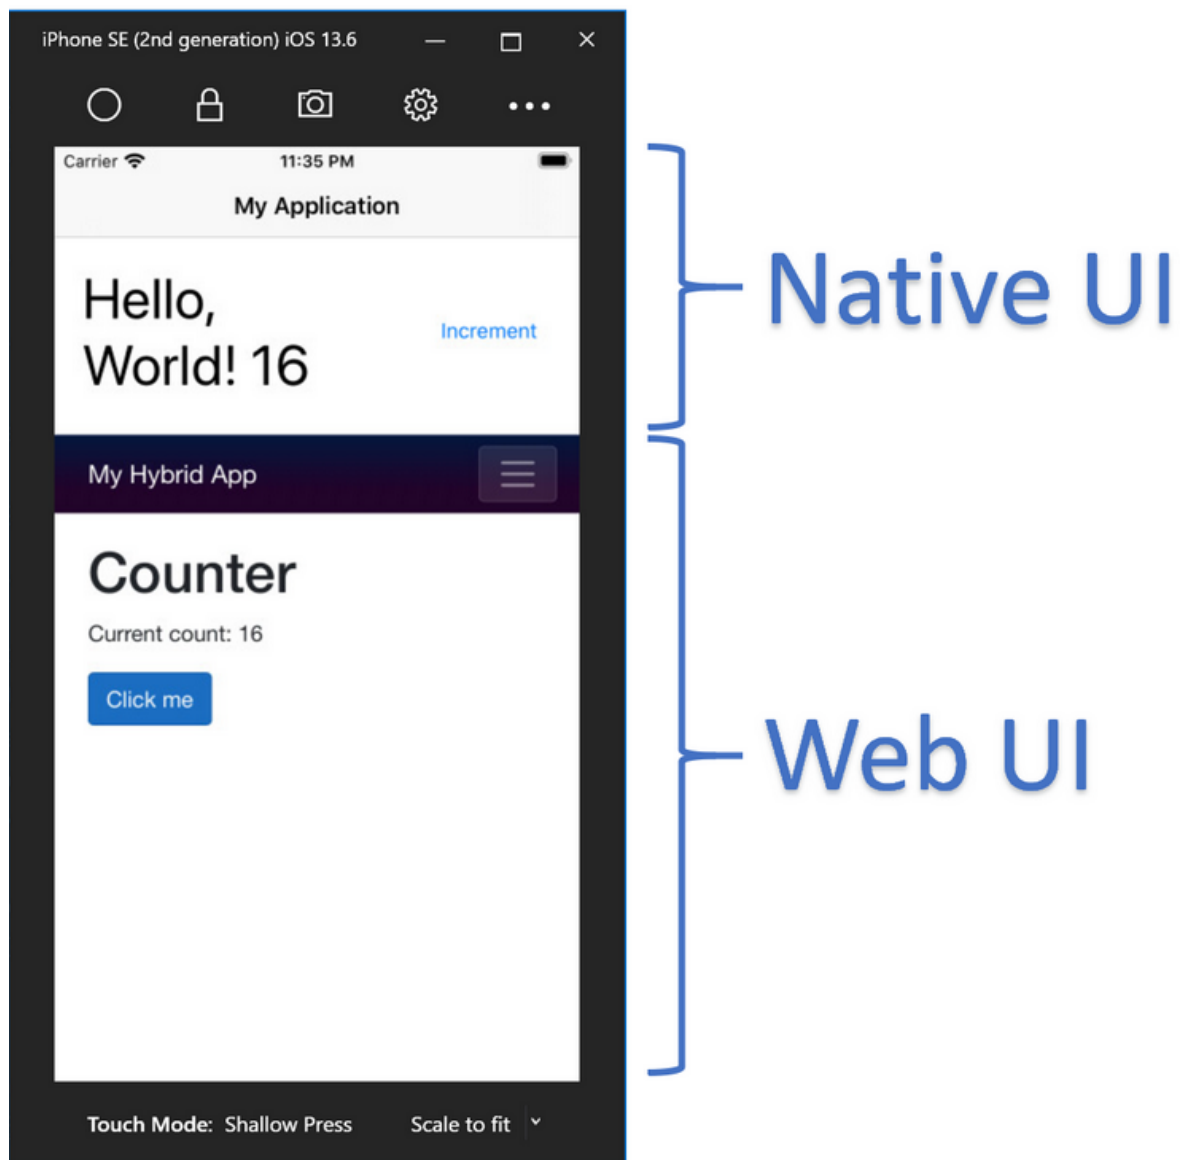 iPhone SE (2nd generation) iOS 13.6
Carrier 11:35 PM
My Application
Hello,
World! 16
Increment
Native UI
My Hybrid App
Counter
Current count: 16
Click me
Web UI
Touch Mode: Shallow Press Scale to fit